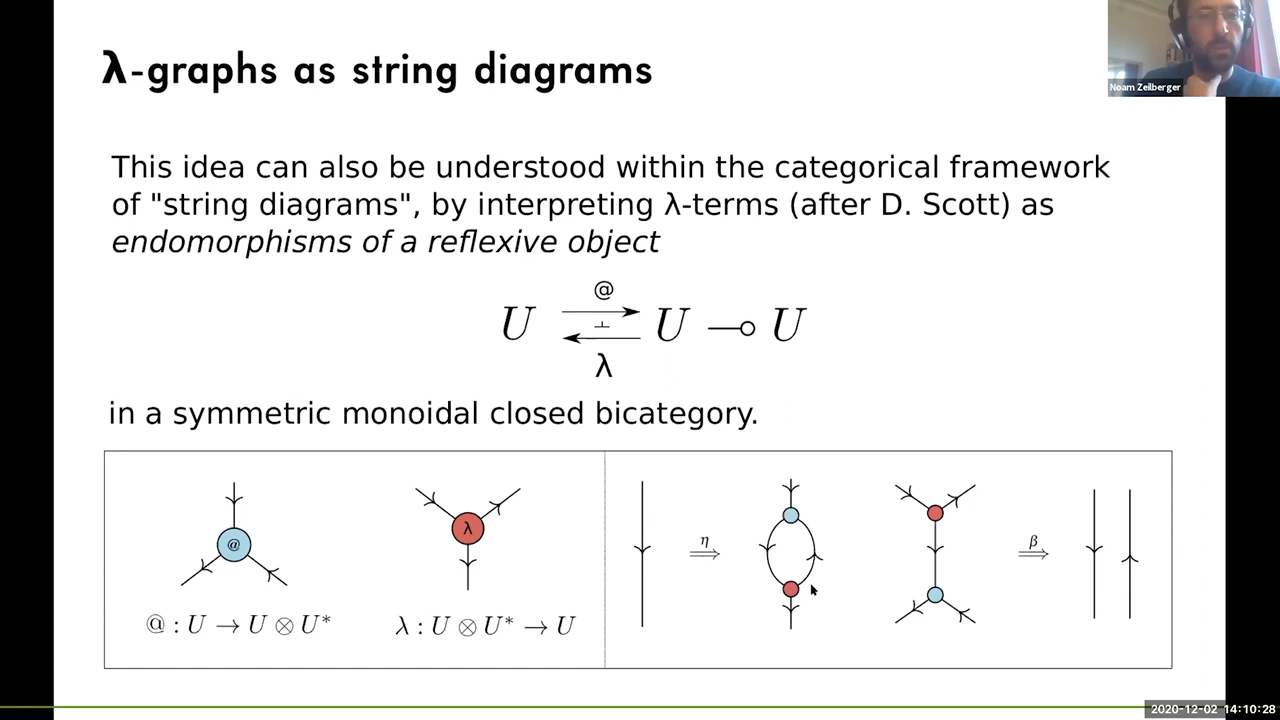 λ-graphs as string diagrams
Noam Zeilberger
This idea can also be understood within the categorical framework
of "string diagrams", by interpreting λ-terms (after D. Scott) as
endomorphisms of a reflexive object
@
U ⊥ U ⊸ U
λ
in a symmetric monoidal closed bicategory.
@ λ
η β
@ : U → U ⊗ U* λ : U ⊗ U* → U
2020-12-02 14:10:28